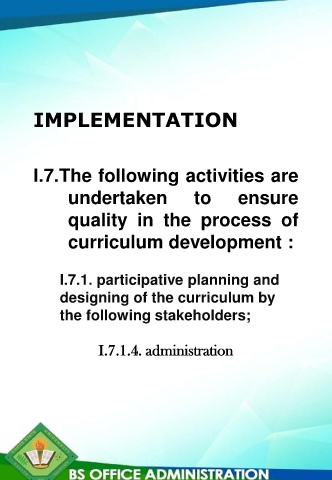 IMPLEMENTATION
I.7.The following activities are
undertaken to ensure
quality in the process of
curriculum development :
I.7.1. participative planning and
designing of the curriculum by
the following stakeholders;
I.7.1.4. administration
BS OFFICE ADMINISTRATION